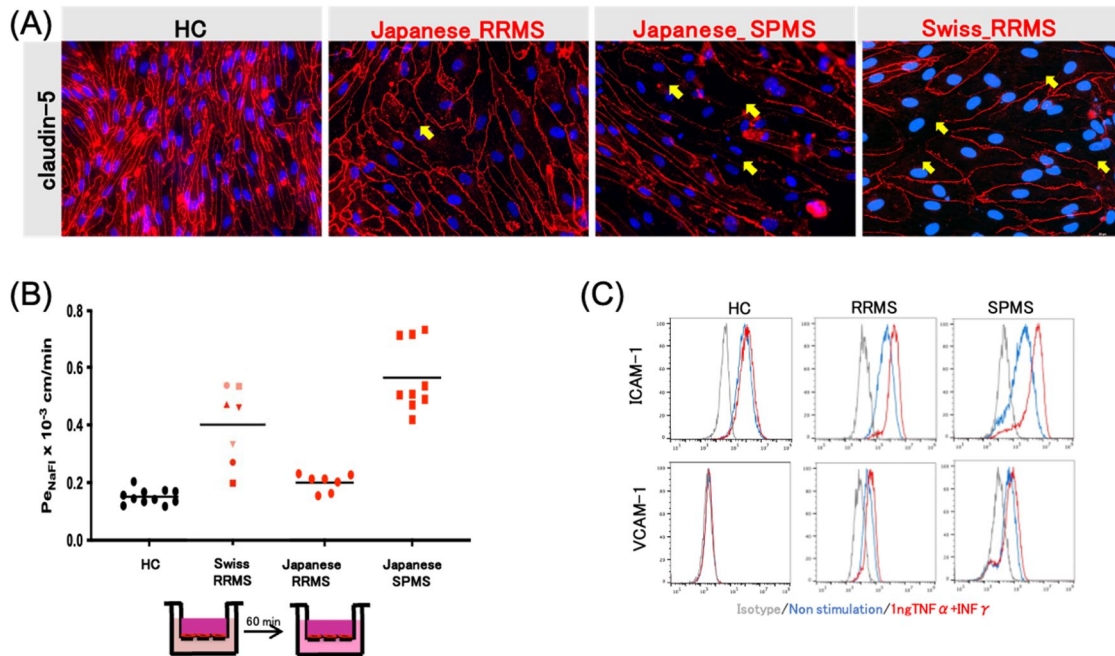 (A)
HC
Japanese_RRMS
Japanese_SPMS
Swiss_RRMS
claudin-5
(B)
Pe NaFl x 10⁻³ cm/min
0.8
0.6
0.4
0.2
0.0
HC
Swiss
RRMS
Japanese
RRMS
Japanese
SPMS
60 min
(C)
HC
RRMS
SPMS
ICAM-1
VCAM-1
Isotype/Non stimulation/1ngTNF α+INF γ